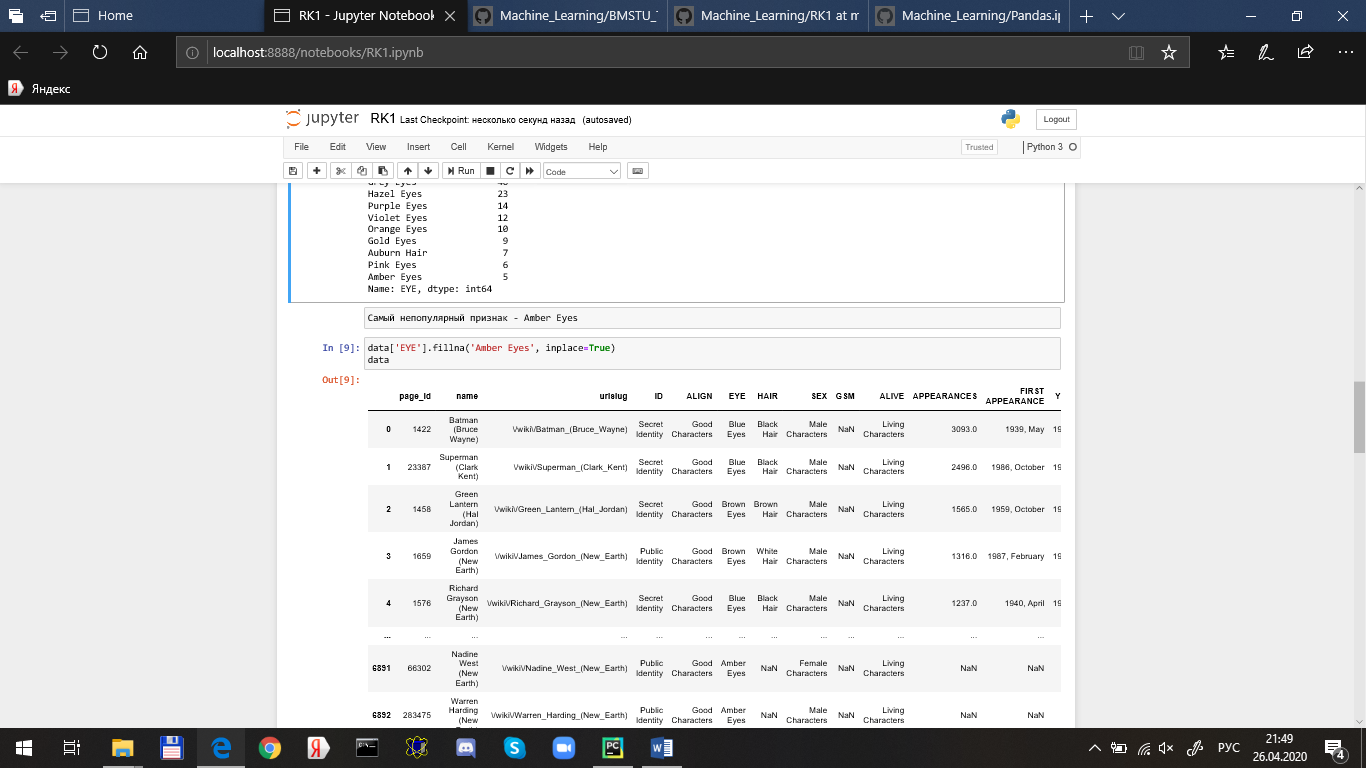 Home
RK1 - Jupyter Notebook
Machine_Learning/BMSTU_
Machine_Learning/RK1 at m
Machine_Learning/Pandas.ip
localhost:8888/notebooks/RK1.ipynb
Яндекс
jupyter RK1 Last Checkpoint: несколько секунд назад (autosaved)
Logout
File Edit View Insert Cell Kernel Widgets Help
Trusted Python 3
Run Code
Grey Eyes
Hazel Eyes 23
Purple Eyes 14
Violet Eyes 12
Orange Eyes 10
Gold Eyes 9
Auburn Hair 7
Pink Eyes 6
Amber Eyes 5
Name: EYE, dtype: int64
Самый непопулярный признак - Amber Eyes
In [9]: data['EYE'].fillna('Amber Eyes', inplace=True)
data
Out[9]:
page_id name urlslug ID ALIGN EYE HAIR SEX GSM ALIVE APPEARANCES FIRST APPEARANCE Y
0 1422 Batman (Bruce Wayne) \/wiki\/Batman_(Bruce_Wayne) Secret Identity Good Characters Blue Eyes Black Hair Male Characters NaN Living Characters 3093.0 1939, May 19
1 23387 Superman (Clark Kent) \/wiki\/Superman_(Clark_Kent) Secret Identity Good Characters Blue Eyes Black Hair Male Characters NaN Living Characters 2496.0 1986, October 19
2 1458 Green Lantern (Hal Jordan) \/wiki\/Green_Lantern_(Hal_Jordan) Secret Identity Good Characters Brown Eyes Brown Hair Male Characters NaN Living Characters 1565.0 1959, October 19
3 1659 James Gordon (New Earth) \/wiki\/James_Gordon_(New_Earth) Public Identity Good Characters Brown Eyes White Hair Male Characters NaN Living Characters 1316.0 1987, February 19
4 1576 Richard Grayson (New Earth) \/wiki\/Richard_Grayson_(New_Earth) Secret Identity Good Characters Blue Eyes Black Hair Male Characters NaN Living Characters 1237.0 1940, April 19
... ... ... ... ... ... ... ... ... ... ... ... ...
6891 66302 Nadine West (New Earth) \/wiki\/Nadine_West_(New_Earth) Public Identity Good Characters Amber Eyes NaN Female Characters NaN Living Characters NaN NaN
6892 283475 Warren Harding (New \/wiki\/Warren_Harding_(New_Earth) Public Identity Good Characters Amber Eyes NaN Male Characters NaN Living Characters NaN NaN
РУС
21:49
26.04.2020
4